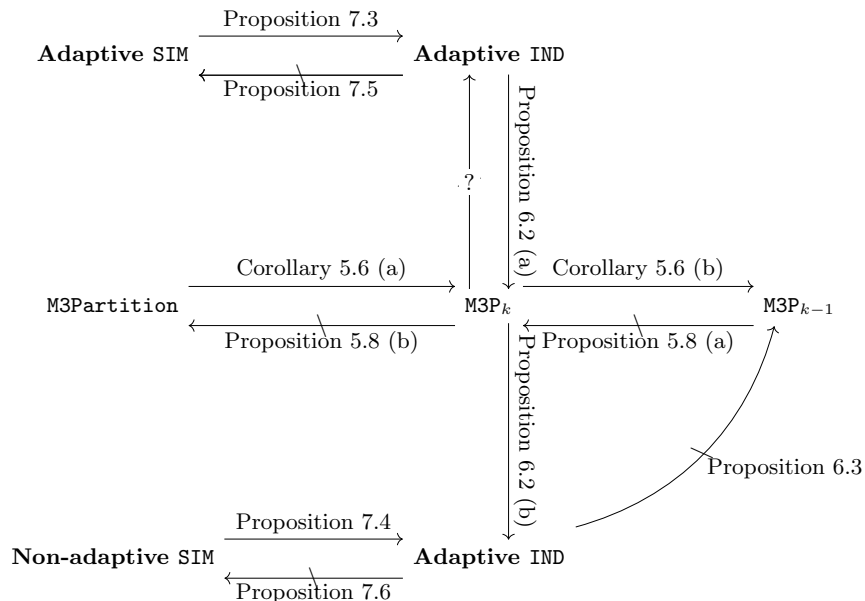 Proposition 7.3
Adaptive SIM
Adaptive IND
Proposition 7.5
Proposition 6.2 (a)
?
Corollary 5.6 (a)
Corollary 5.6 (b)
M3Partition
M3Pₖ
M3Pₖ₋₁
Proposition 5.8 (b)
Proposition 5.8 (a)
Proposition 6.2 (b)
Proposition 6.3
Proposition 7.4
Non-adaptive SIM
Adaptive IND
Proposition 7.6